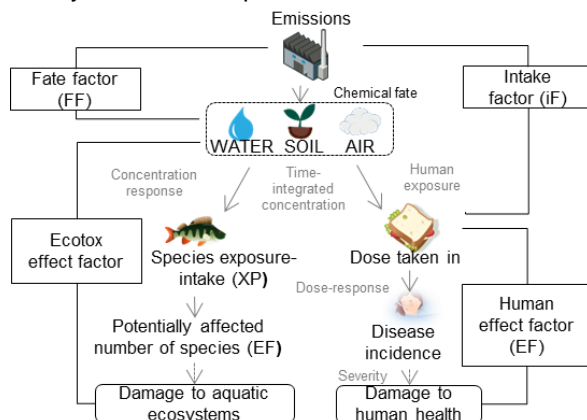 Emissions
Fate factor
(FF)
Intake
factor (iF)
Chemical fate
WATER SOIL AIR
Concentration
response
Time-
integrated
concentration
Human
exposure
Ecotox
effect factor
Species exposure-
intake (XP)
Dose taken in
Dose-response
Potentially affected
number of species (EF)
Disease
incidence
Human
effect factor
(EF)
Severity
Damage to aquatic
ecosystems
Damage to
human health